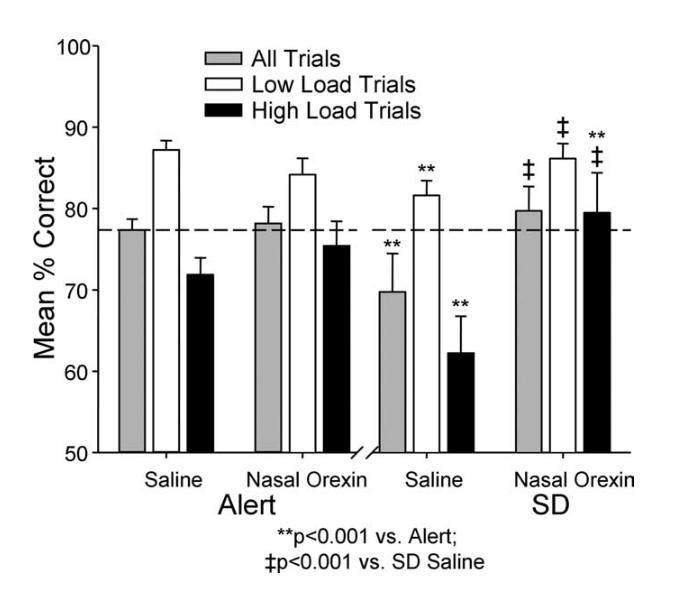 100
90
80
70
60
50
Mean % Correct
All Trials
Low Load Trials
High Load Trials
**
**
**
‡
‡
**
‡
Saline
Nasal Orexin
Saline
Nasal Orexin
Alert
SD
**p<0.001 vs. Alert;
‡p<0.001 vs. SD Saline